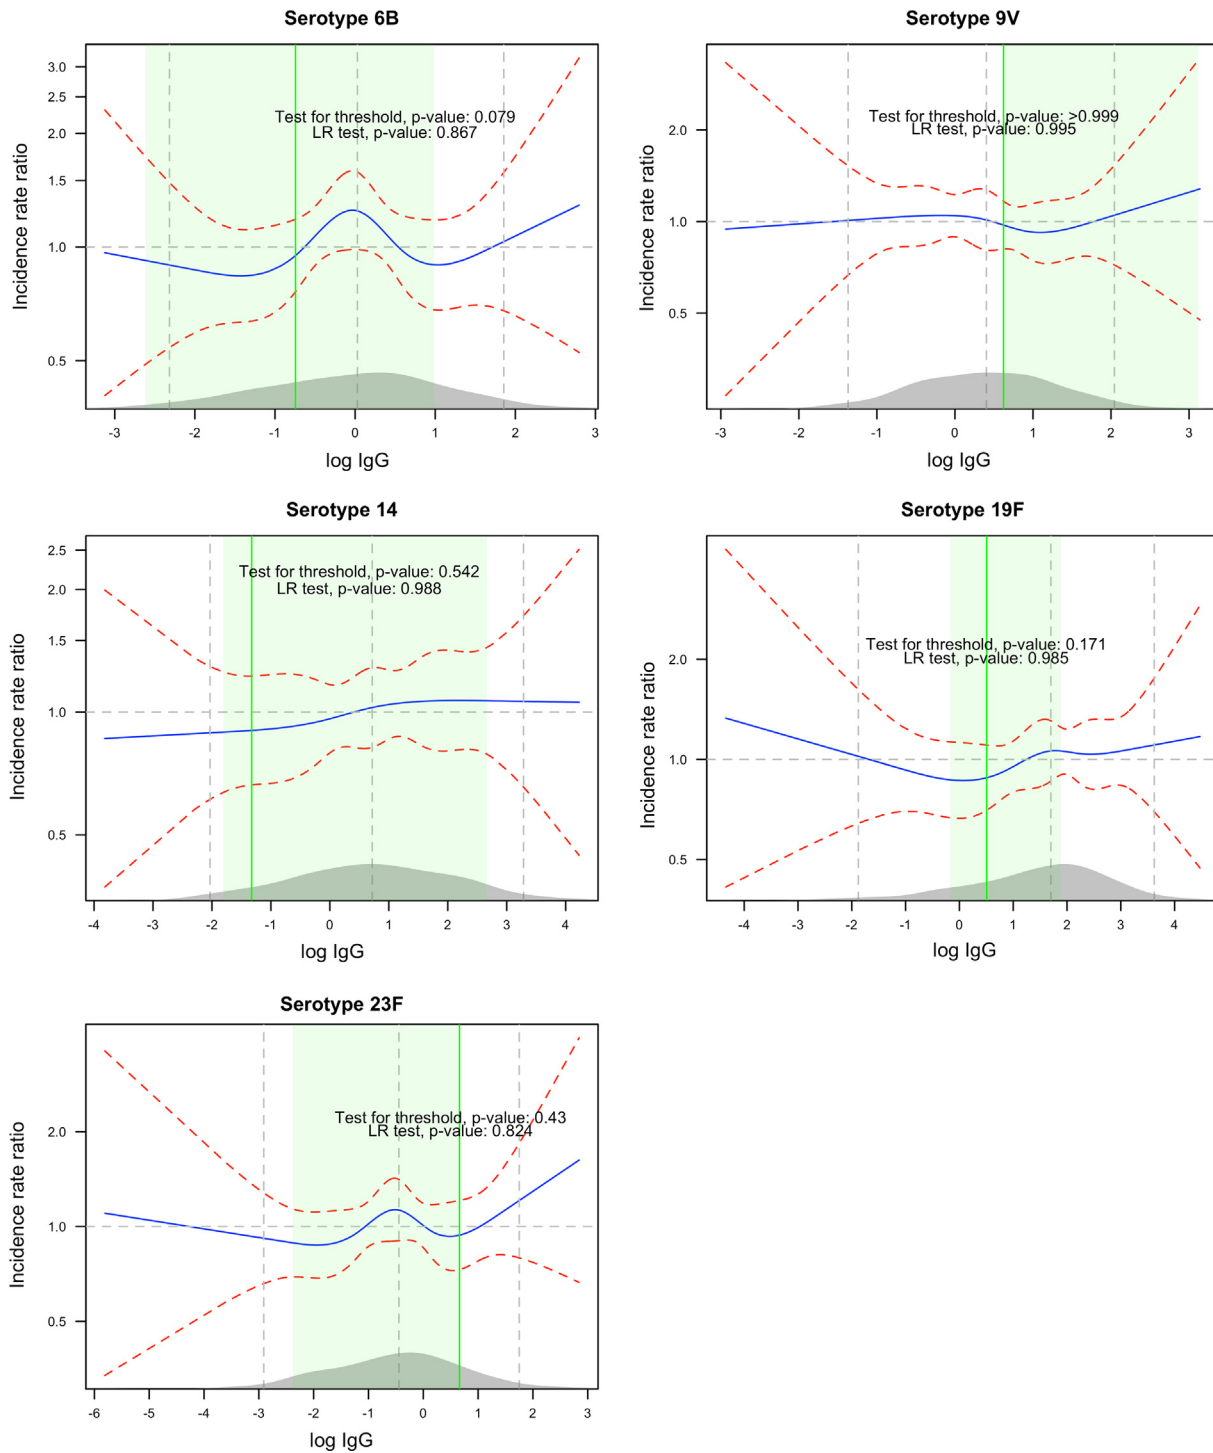 Serotype 6B
Incidence rate ratio
3.0
2.5
2.0
1.5
1.0
0.5
Test for threshold, p-value: 0.079
LR test, p-value: 0.867
-3 -2 -1 0 1 2 3
log IgG
Serotype 9V
Incidence rate ratio
2.0
1.0
0.5
Test for threshold, p-value: >0.999
LR test, p-value: 0.995
-3 -2 -1 0 1 2 3
log IgG
Serotype 14
Incidence rate ratio
2.5
2.0
1.5
1.0
0.5
Test for threshold, p-value: 0.542
LR test, p-value: 0.988
-4 -3 -2 -1 0 1 2 3 4
log IgG
Serotype 19F
Incidence rate ratio
2.0
1.0
0.5
Test for threshold, p-value: 0.171
LR test, p-value: 0.985
-4 -3 -2 -1 0 1 2 3 4
log IgG
Serotype 23F
Incidence rate ratio
2.0
1.0
0.5
Test for threshold, p-value: 0.43
LR test, p-value: 0.824
-6 -5 -4 -3 -2 -1 0 1 2 3
log IgG